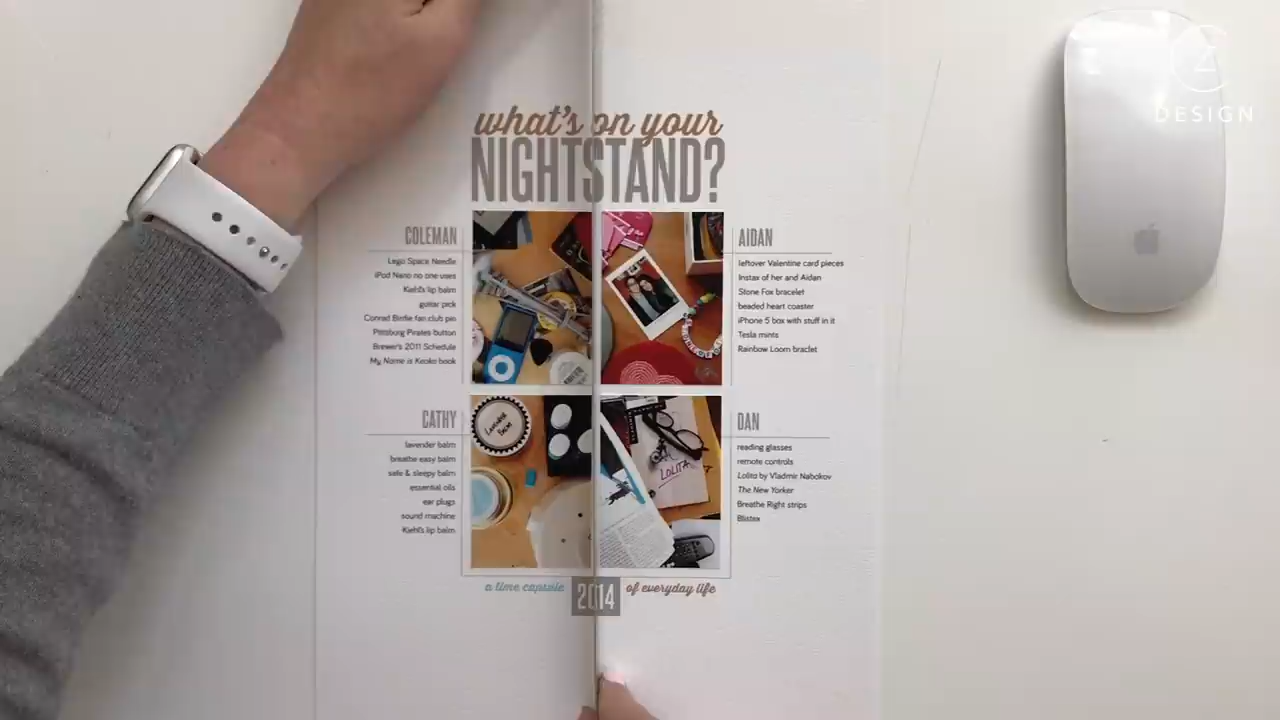 DESIGN
what's on your
NIGHTSTAND?
COLEMAN
Lego Space Needle
iPod Nano no one uses
Kiehl's lip balm
guitar pick
Conrad Birdie fan club pin
Pittsburg Pirates button
Brewer's 2011 Schedule
My Name is Keoko book
AIDAN
leftover Valentine card pieces
Instax of her and Aidan
Stone Fox bracelet
beaded heart coaster
iPhone 5 box with stuff in it
Tesla mints
Rainbow Loom braclet
CATHY
lavender balm
breathe easy balm
safe & sleepy balm
essential oils
ear plugs
sound machine
Kiehl's lip balm
DAN
reading glasses
remote controls
Lolita by Vladmir Nabokov
The New Yorker
Breathe Right strips
Blistex
LAVENDER
BALM
LOLITA
a time capsule 2014 of everyday life